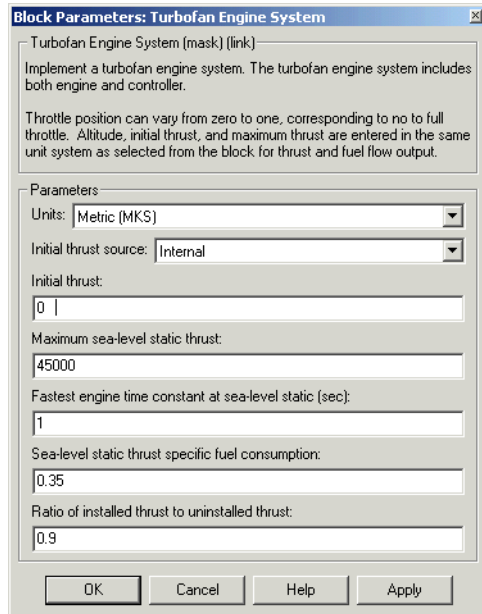 Block Parameters: Turbofan Engine System
Turbofan Engine System (mask) (link)
Implement a turbofan engine system. The turbofan engine system includes
both engine and controller.
Throttle position can vary from zero to one, corresponding to no to full
throttle. Altitude, initial thrust, and maximum thrust are entered in the same
unit system as selected from the block for thrust and fuel flow output.
Parameters
Units: Metric (MKS)
Initial thrust source: Internal
Initial thrust:
0
Maximum sea-level static thrust:
45000
Fastest engine time constant at sea-level static (sec):
1
Sea-level static thrust specific fuel consumption:
0.35
Ratio of installed thrust to uninstalled thrust:
0.9
OK Cancel Help Apply